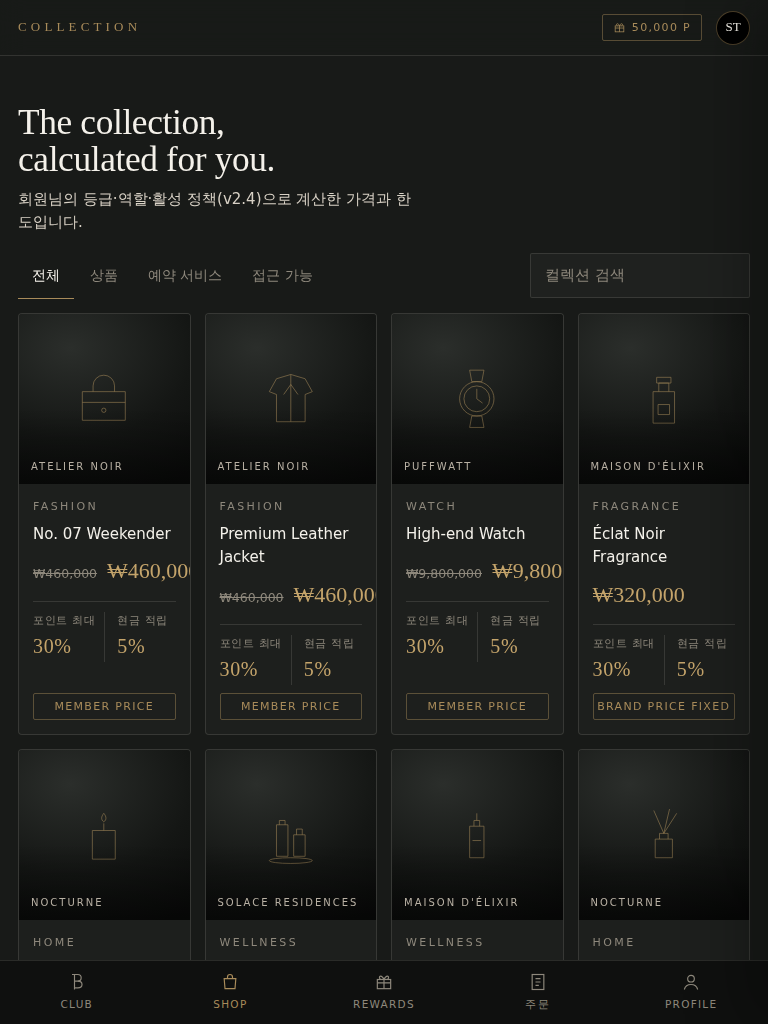 COLLECTION
50,000 P
ST
The collection,
calculated for you.
회원님의 등급·역할·활성 정책(v2.4)으로 계산한 가격과 한
도입니다.
전체 상품 예약 서비스 접근 가능
컬렉션 검색
ATELIER NOIR
FASHION
No. 07 Weekender
₩460,000 ₩460,00
포인트 최대 현금 적립
30% 5%
MEMBER PRICE
ATELIER NOIR
FASHION
Premium Leather
Jacket
₩460,000 ₩460,00
포인트 최대 현금 적립
30% 5%
MEMBER PRICE
PUFFWATT
WATCH
High-end Watch
₩9,800,000 ₩9,800
포인트 최대 현금 적립
30% 5%
MEMBER PRICE
MAISON D'ÉLIXIR
FRAGRANCE
Éclat Noir
Fragrance
₩320,000
포인트 최대 현금 적립
30% 5%
BRAND PRICE FIXED
NOCTURNE
HOME
SOLACE RESIDENCES
WELLNESS
MAISON D'ÉLIXIR
WELLNESS
NOCTURNE
HOME
CLUB SHOP REWARDS 주문 PROFILE